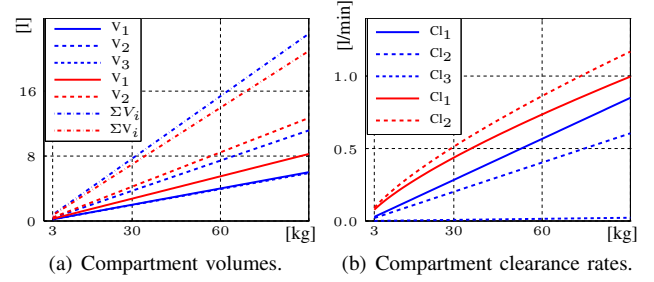 [l]
V1
V2
V3
V1
V2
ΣVi
ΣVi
16
8
0
3
30
60
[kg]
(a) Compartment volumes.
[l/min]
Cl1
Cl2
Cl3
Cl1
Cl2
1.0
0.5
0.0
3
30
60
[kg]
(b) Compartment clearance rates.